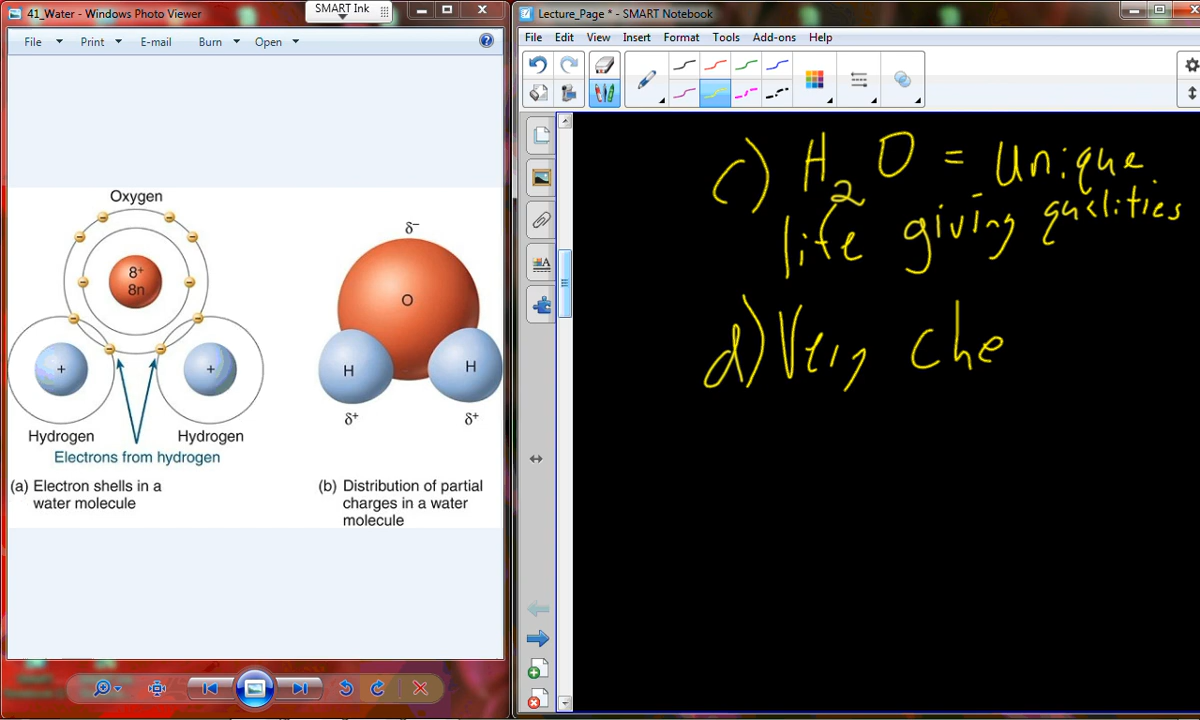 41_Water - Windows Photo Viewer
SMART Ink
File Print E-mail Burn Open
Oxygen
8+
8n
+
+
Hydrogen
Hydrogen
Electrons from hydrogen
(a) Electron shells in a
water molecule
δ−
O
H
H
δ+
δ+
(b) Distribution of partial
charges in a water
molecule
Lecture_Page * - SMART Notebook
File Edit View Insert Format Tools Add-ons Help
c) H2O = Unique
life giving qualities
d) Very che